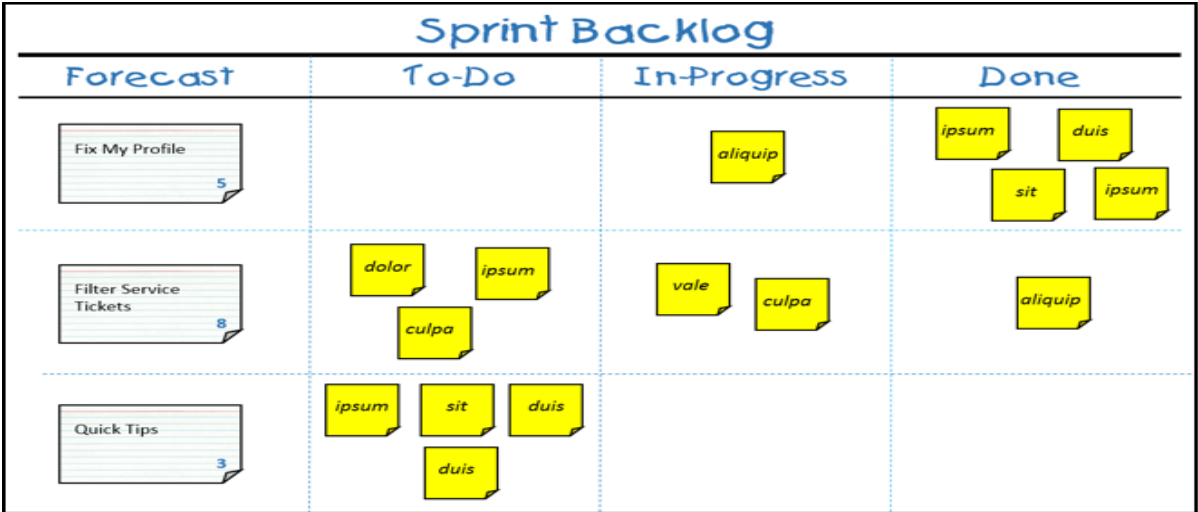 Sprint Backlog
Forecast To-Do In-Progress Done
Fix My Profile
5
aliquip
ipsum duis
sit ipsum
Filter Service
Tickets
8
dolor ipsum
culpa
vale culpa
aliquip
Quick Tips
3
ipsum sit duis
duis